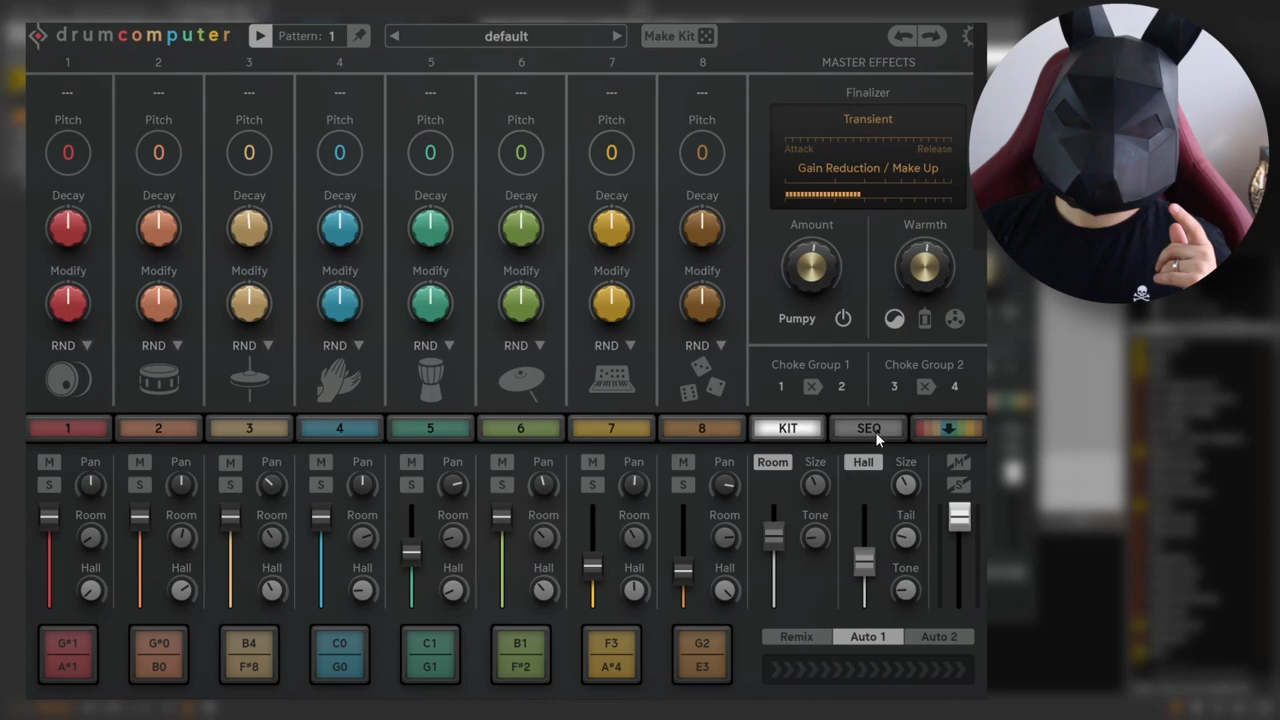 drumcomputer Pattern: 1 default Make Kit
1 2 3 4 5 6 7 8 MASTER EFFECTS
--- --- --- --- --- --- --- --- Finalizer
Pitch Pitch Pitch Pitch Pitch Pitch Pitch Pitch Transient
0 0 0 0 0 0 0 0 Attack Release
Gain Reduction / Make Up
Decay Decay Decay Decay Decay Decay Decay Decay
Amount Warmth
Modify Modify Modify Modify Modify Modify Modify Modify
Pumpy
RND RND RND RND RND RND RND RND
Choke Group 1 Choke Group 2
1 2 3 4
1 2 3 4 5 6 7 8 KIT SEQ
M Pan M Pan M Pan M Pan M Pan M Pan M Pan M Pan Room Size Hall Size M
S S S S S S S S S
Room Room Room Room Room Room Room Room Tone Tail
Hall Hall Hall Hall Hall Hall Hall Hall Tone
Remix Auto 1 Auto 2
G#1 G#0 B4 C0 C1 B1 F3 G2
A#1 B0 F#8 G0 G1 F#2 A#4 E3